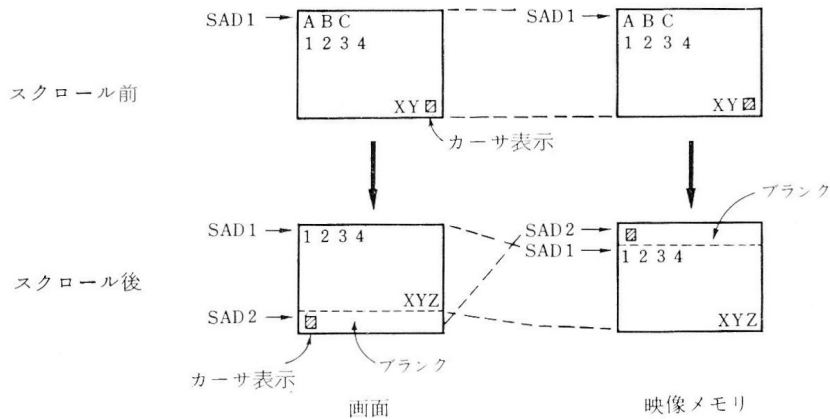 SAD1
A B C
1 2 3 4
XY
SAD1
A B C
1 2 3 4
XY
スクロール前
カーサ表示
ブランク
SAD1
1 2 3 4
XYZ
SAD2
SAD2
SAD1
1 2 3 4
XYZ
スクロール後
カーサ表示
ブランク
画面
映像メモリ